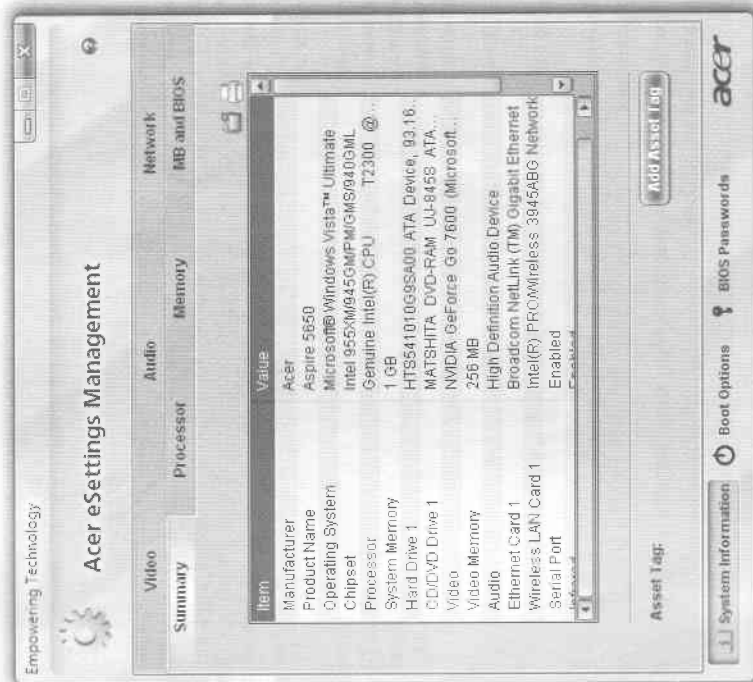 Empowering Technology
Acer eSettings Management
Video Audio Network
Summary Processor Memory MB and BIOS
Item Value
Manufacturer Acer
Product Name Aspire 5650
Operating System Microsoft® Windows Vista™ Ultimate
Chipset Intel 955XM/945GM/PM/GMS/940GML
Processor Genuine Intel(R) CPU T2300 @...
System Memory 1 GB
Hard Drive 1 HTS541010G9SA00 ATA Device, 93.16...
CD/DVD Drive 1 MATSHITA DVD-RAM UJ-845S ATA...
Video NVIDIA GeForce Go 7600 (Microsoft...
Video Memory 256 MB
Audio High Definition Audio Device
Ethernet Card 1 Broadcom NetLink (TM) Gigabit Ethernet
Wireless LAN Card 1 Intel(R) PRO/Wireless 3945ABG Network
Serial Port Enabled
Infrared Enabled
Asset Tag: Add Asset Tag
System Information Boot Options BIOS Passwords acer